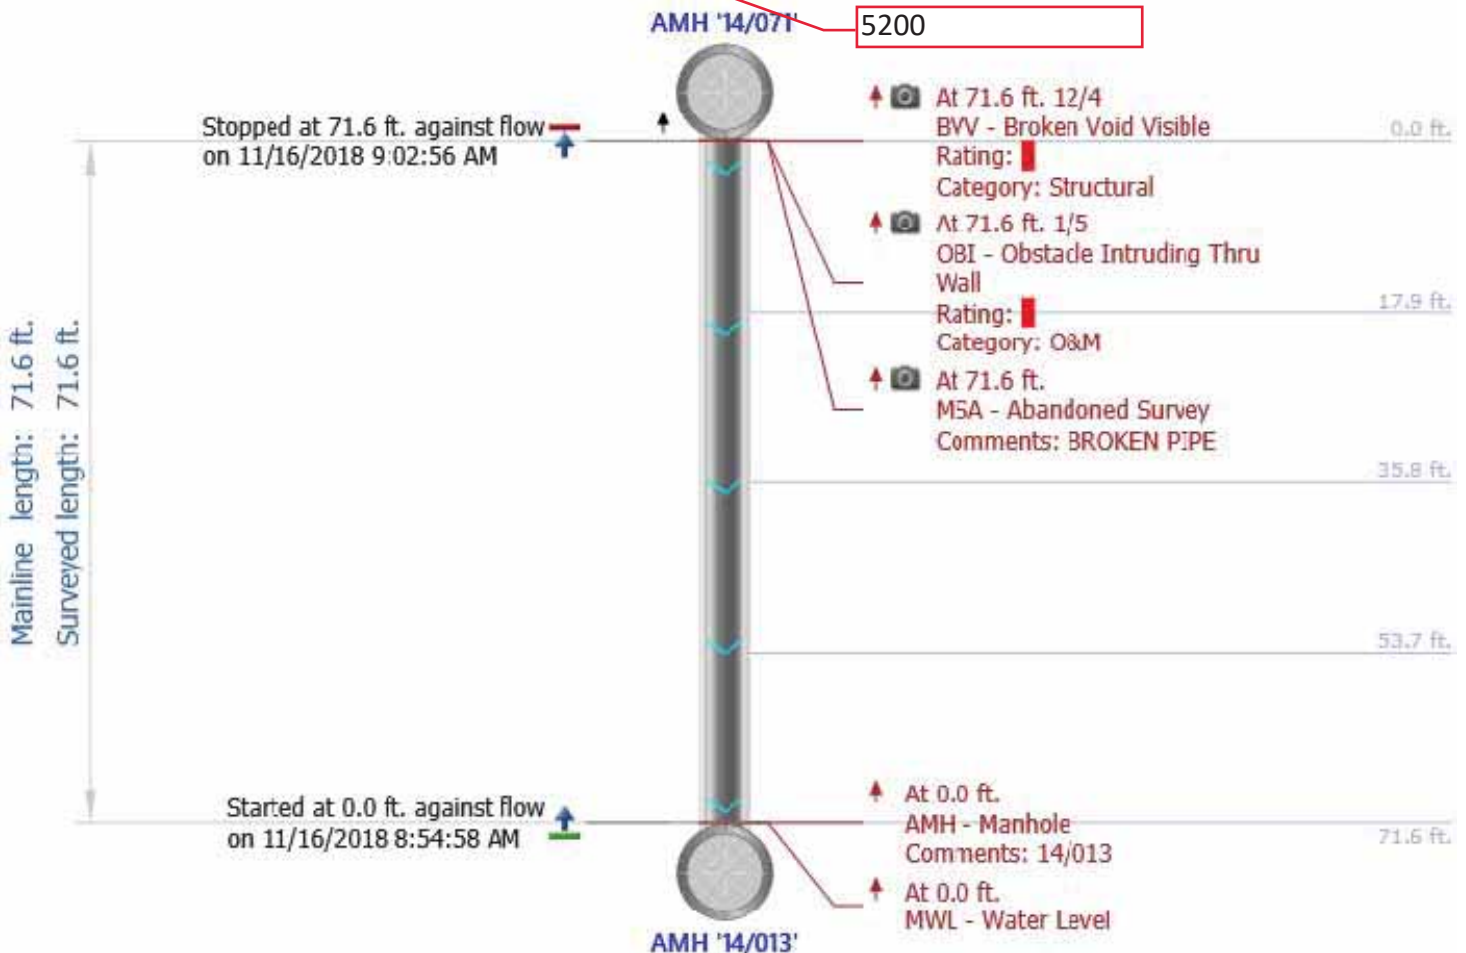 AMH '14/071'
5200
Stopped at 71.6 ft. against flow
on 11/16/2018 9:02:56 AM
At 71.6 ft. 12/4
BVV - Broken Void Visible
Rating:
Category: Structural
0.0 ft.
At 71.6 ft. 1/5
OBI - Obstacle Intruding Thru
Wall
Rating:
Category: O&M
17.9 ft.
At 71.6 ft.
MSA - Abandoned Survey
Comments: BROKEN PIPE
35.8 ft.
53.7 ft.
Mainline length: 71.6 ft.
Surveyed length: 71.6 ft.
Started at 0.0 ft. against flow
on 11/16/2018 8:54:58 AM
At 0.0 ft.
AMH - Manhole
Comments: 14/013
71.6 ft.
At 0.0 ft.
MWL - Water Level
AMH '14/013'